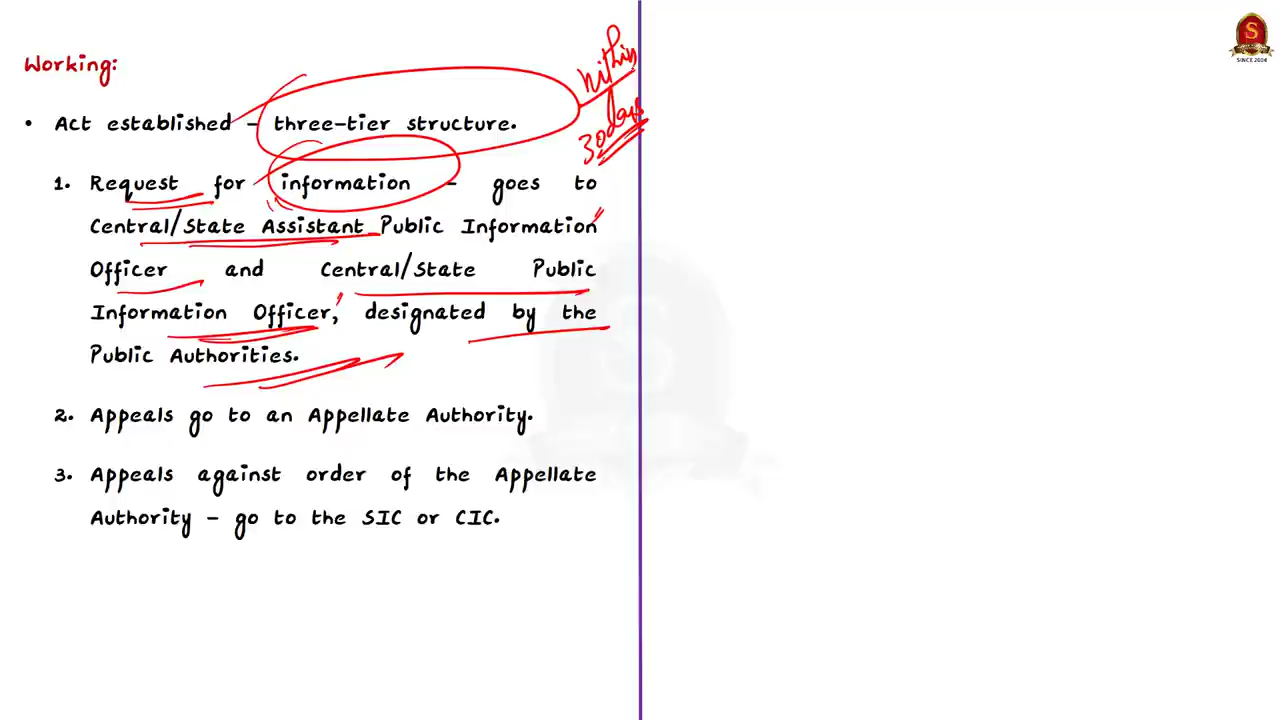 Working:
within
30 days
• Act established – three-tier structure.
1. Request for information – goes to
Central/State Assistant Public Information
Officer and Central/State Public
Information Officer, designated by the
Public Authorities.
2. Appeals go to an Appellate Authority.
3. Appeals against order of the Appellate
Authority – go to the SIC or CIC.
S
SINCE 2004